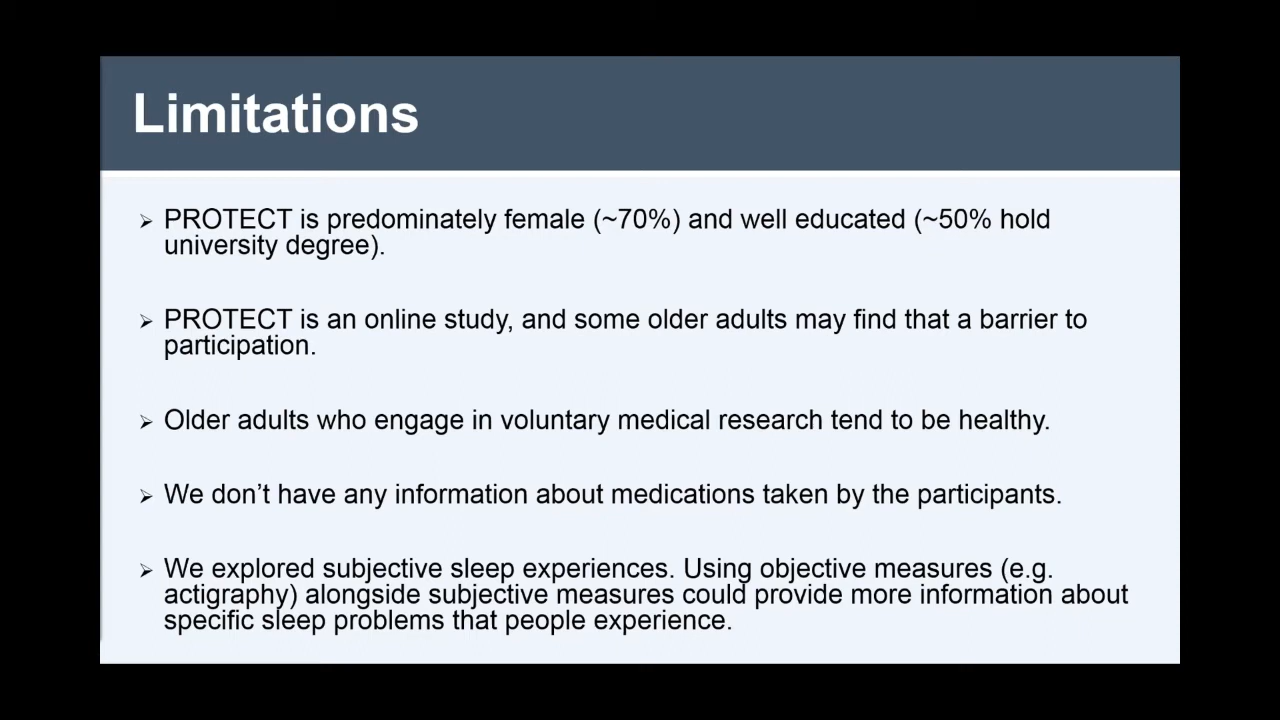 Limitations
➢ PROTECT is predominately female (~70%) and well educated (~50% hold
university degree).
➢ PROTECT is an online study, and some older adults may find that a barrier to
participation.
➢ Older adults who engage in voluntary medical research tend to be healthy.
➢ We don’t have any information about medications taken by the participants.
➢ We explored subjective sleep experiences. Using objective measures (e.g.
actigraphy) alongside subjective measures could provide more information about
specific sleep problems that people experience.